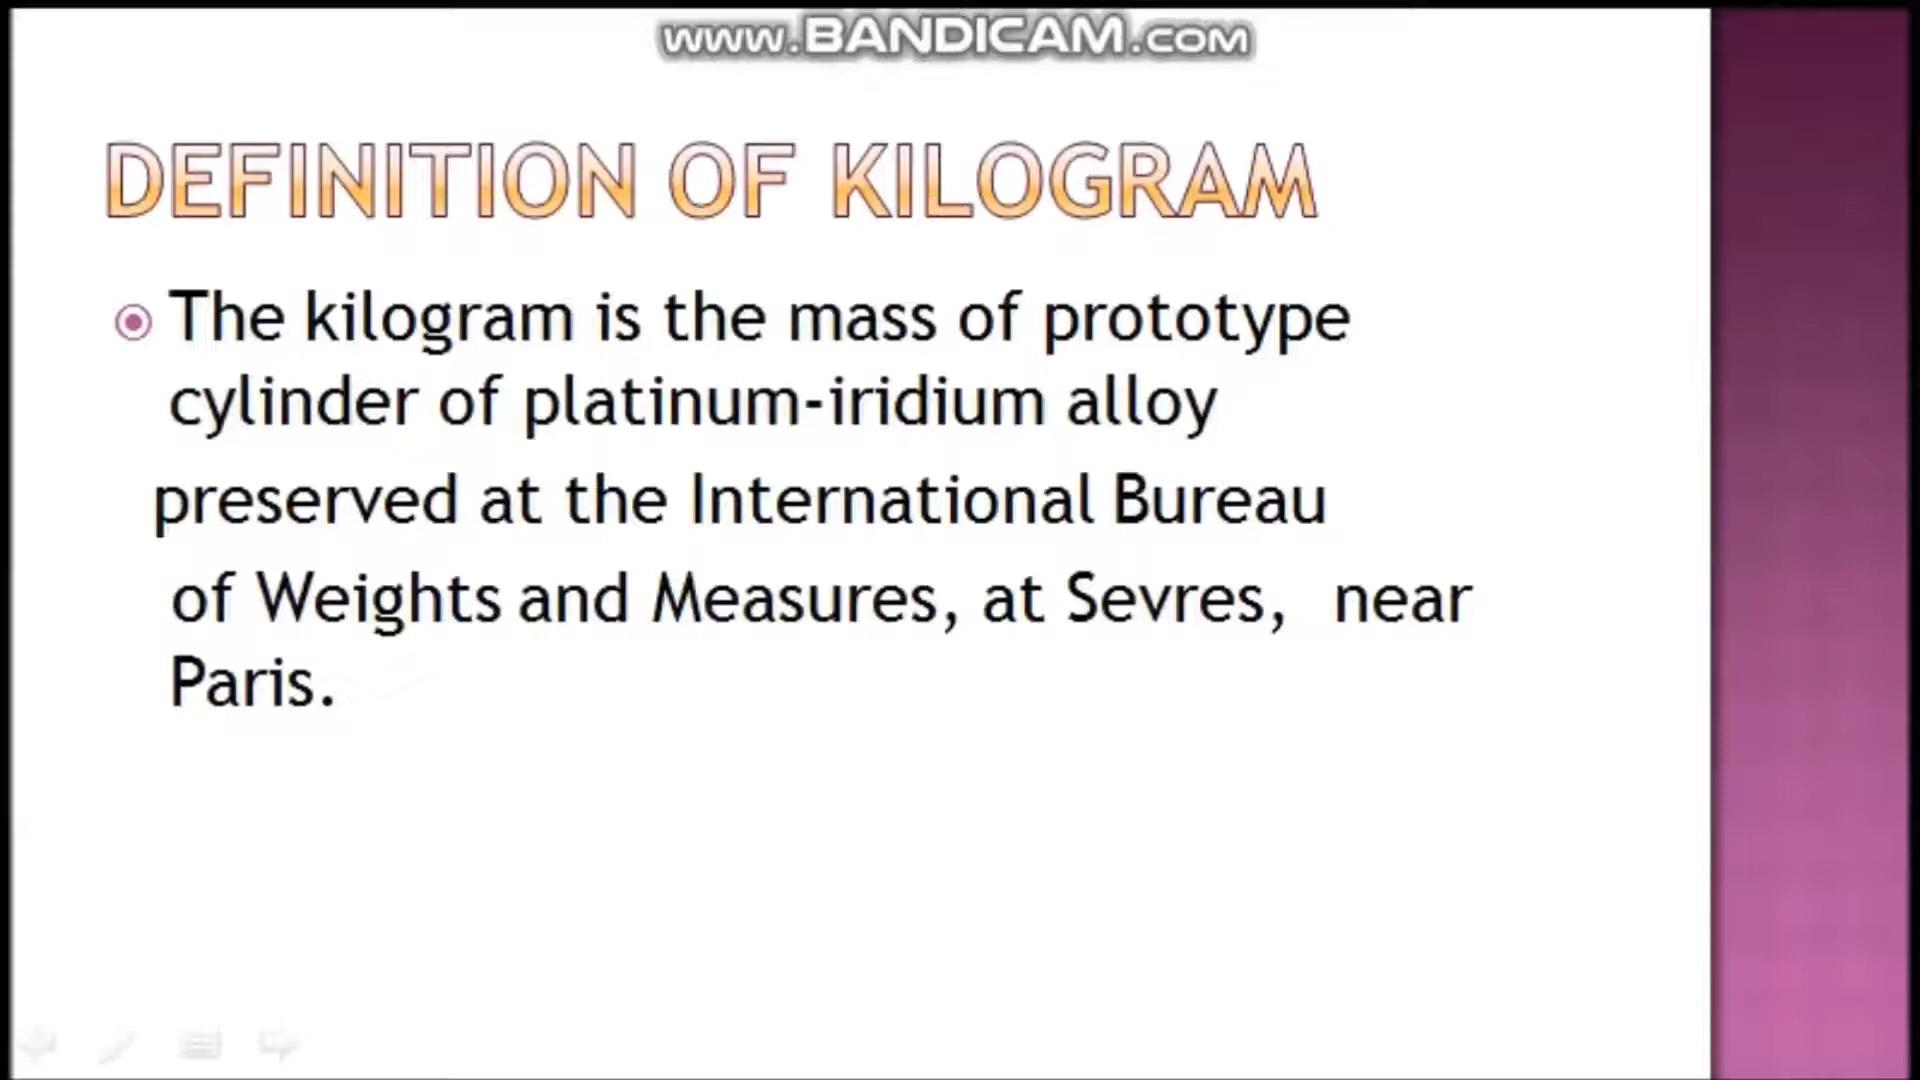 www.BANDICAM.com
DEFINITION OF KILOGRAM
The kilogram is the mass of prototype
cylinder of platinum-iridium alloy
preserved at the International Bureau
of Weights and Measures, at Sevres, near
Paris.